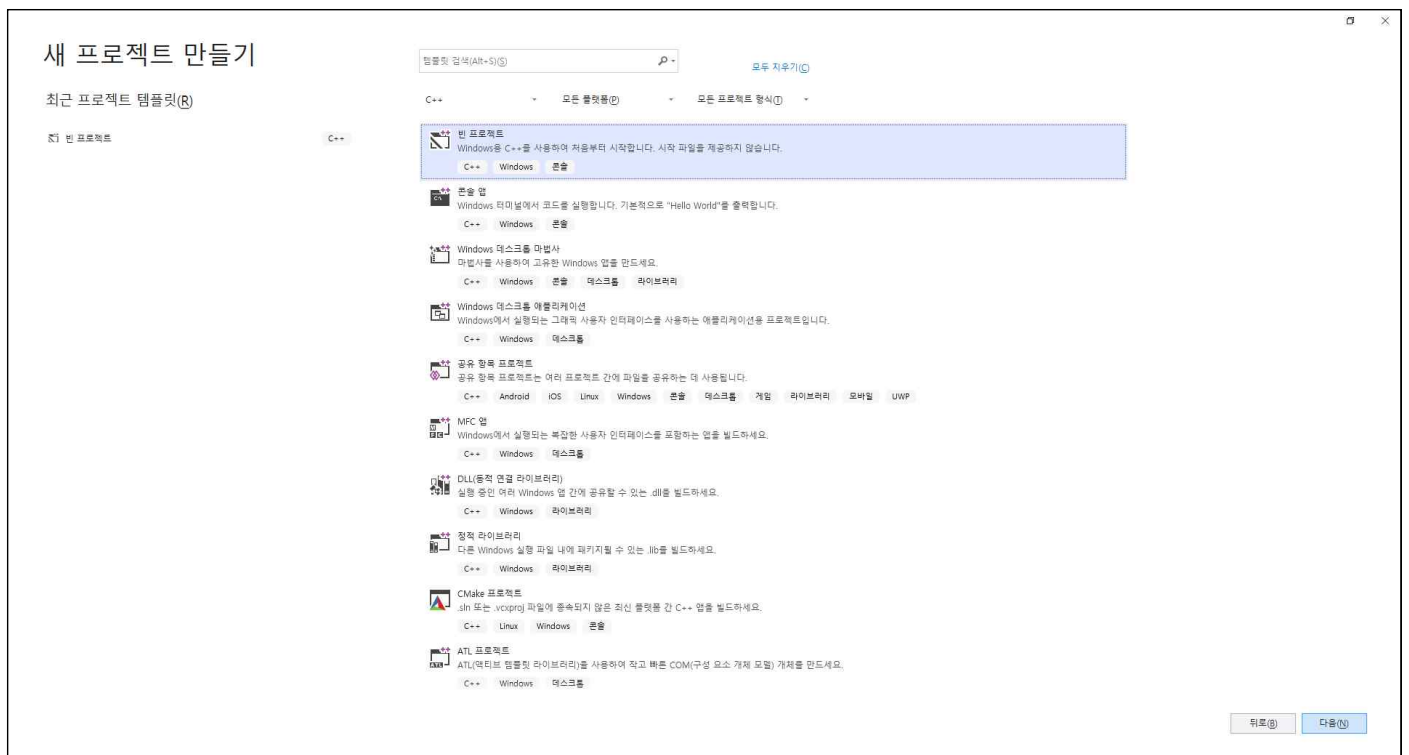 새 프로젝트 만들기
템플릿 검색(Alt+S)(S)
모두 지우기(C)
최근 프로젝트 템플릿(R)
C++ 모든 플랫폼(P) 모든 프로젝트 형식(T)
빈 프로젝트 C++
빈 프로젝트
Windows용 C++를 사용하여 처음부터 시작합니다. 시작 파일을 제공하지 않습니다.
C++ Windows 콘솔
콘솔 앱
Windows 터미널에서 코드를 실행합니다. 기본적으로 "Hello World"를 출력합니다.
C++ Windows 콘솔
Windows 데스크톱 마법사
마법사를 사용하여 고유한 Windows 앱을 만드세요.
C++ Windows 콘솔 데스크톱 라이브러리
Windows 데스크톱 애플리케이션
Windows에서 실행되는 그래픽 사용자 인터페이스를 사용하는 애플리케이션용 프로젝트입니다.
C++ Windows 데스크톱
공유 항목 프로젝트
공유 항목 프로젝트는 여러 프로젝트 간에 파일을 공유하는 데 사용됩니다.
C++ Android iOS Linux Windows 콘솔 데스크톱 게임 라이브러리 모바일 UWP
MFC 앱
Windows에서 실행되는 복잡한 사용자 인터페이스를 포함하는 앱을 빌드하세요.
C++ Windows 데스크톱
DLL(동적 연결 라이브러리)
실행 중인 여러 Windows 앱 간에 공유할 수 있는 .dll을 빌드하세요.
C++ Windows 라이브러리
정적 라이브러리
다른 Windows 실행 파일 내에 패키지될 수 있는 .lib를 빌드하세요.
C++ Windows 라이브러리
CMake 프로젝트
.sln 또는 .vcxproj 파일에 종속되지 않은 최신 플랫폼 간 C++ 앱을 빌드하세요.
C++ Linux Windows 콘솔
ATL 프로젝트
ATL(액티브 템플릿 라이브러리)을 사용하여 작고 빠른 COM(구성 요소 개체 모델) 개체를 만드세요.
C++ Windows 데스크톱
뒤로(B) 다음(N)